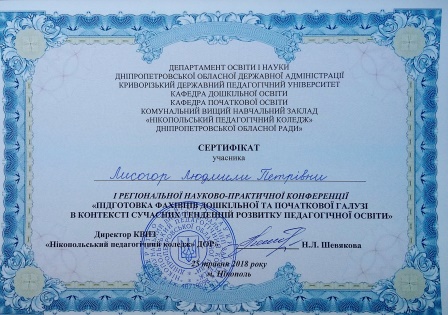 ДЕПАРТАМЕНТ ОСВІТИ І НАУКИ
ДНІПРОПЕТРОВСЬКОЇ ОБЛАСНОЇ ДЕРЖАВНОЇ АДМІНІСТРАЦІЇ
КРИВОРІЗЬКИЙ ДЕРЖАВНИЙ ПЕДАГОГІЧНИЙ УНІВЕРСИТЕТ
КАФЕДРА ДОШКІЛЬНОЇ ОСВІТИ
КАФЕДРА ПОЧАТКОВОЇ ОСВІТИ
КОМУНАЛЬНИЙ ВИЩИЙ НАВЧАЛЬНИЙ ЗАКЛАД
«НІКОПОЛЬСЬКИЙ ПЕДАГОГІЧНИЙ КОЛЕДЖ»
ДНІПРОПЕТРОВСЬКОЇ ОБЛАСНОЇ РАДИ»
СЕРТИФІКАТ
учасника
Лисогор Людмили Петрівни
І РЕГІОНАЛЬНОЇ НАУКОВО-ПРАКТИЧНОЇ КОНФЕРЕНЦІЇ
«ПІДГОТОВКА ФАХІВЦІВ ДОШКІЛЬНОЇ ТА ПОЧАТКОВОЇ ГАЛУЗІ
В КОНТЕКСТІ СУЧАСНИХ ТЕНДЕНЦІЙ РОЗВИТКУ ПЕДАГОГІЧНОЇ ОСВІТИ»
Директор КВНЗ
«Нікопольський педагогічний коледж» ДОР» Н.Л. Шевякова
25 травня 2018 року
м. Нікополь